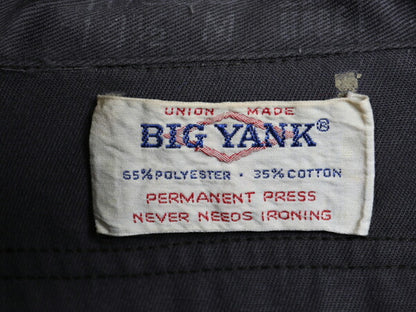 UNION MADE
BIG YANK®
65% POLYESTER · 35% COTTON
PERMANENT PRESS
NEVER NEEDS IRONING